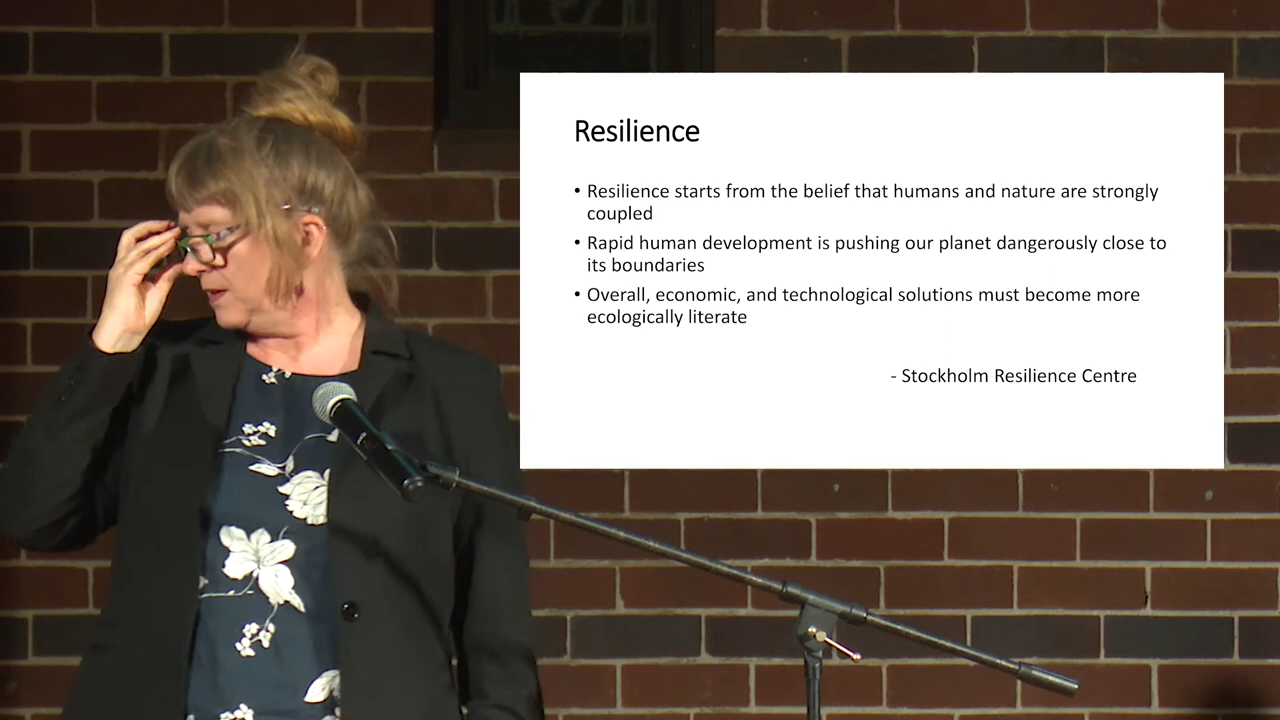 Resilience
• Resilience starts from the belief that humans and nature are strongly
coupled
• Rapid human development is pushing our planet dangerously close to
its boundaries
• Overall, economic, and technological solutions must become more
ecologically literate
- Stockholm Resilience Centre